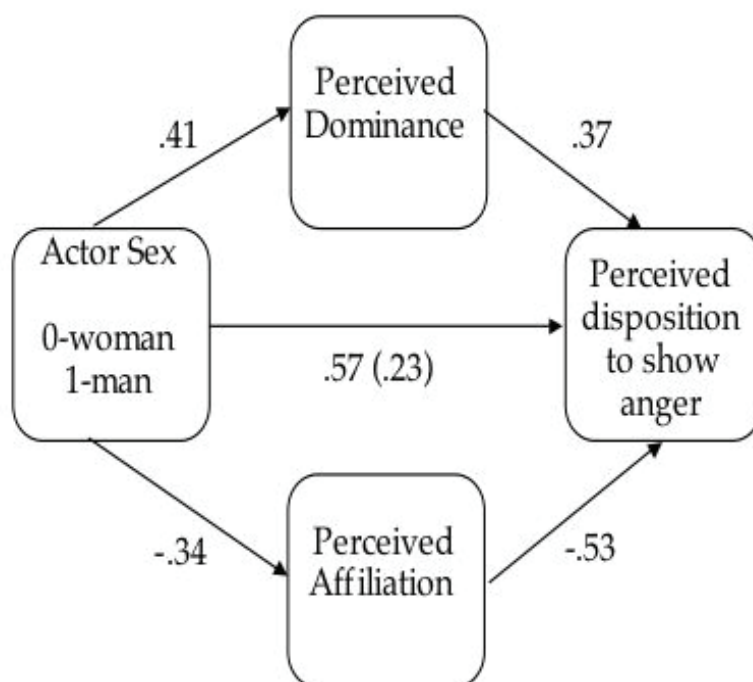 Perceived
Dominance
.41
.37
Actor Sex
0-woman
1-man
.57 (.23)
Perceived
disposition
to show
anger
-.34
Perceived
Affiliation
-.53